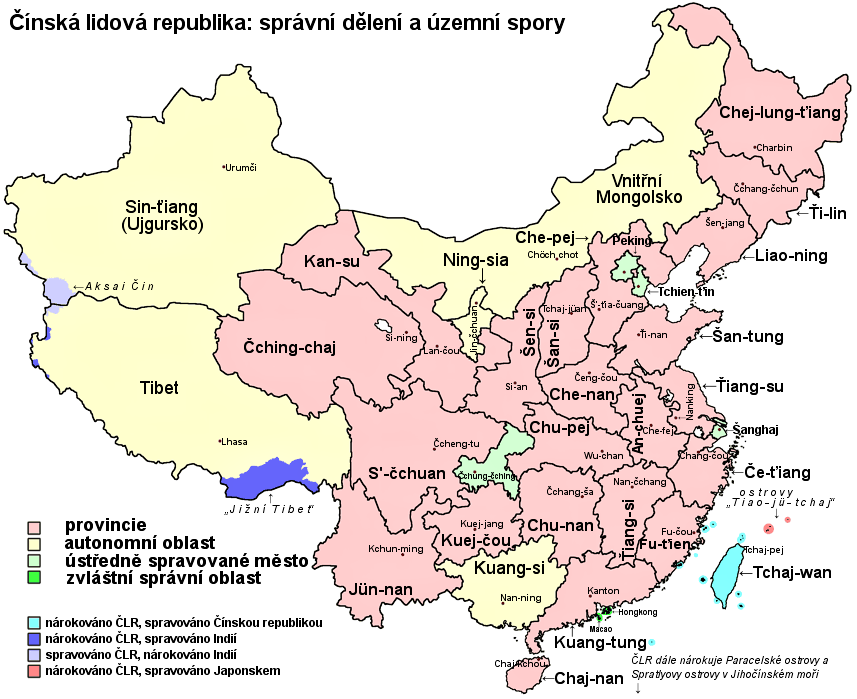 Čínská lidová republika: správní dělení a územní spory
Chej-lung-ťiang
Charbin
Urumči
Vnitřní
Mongolsko
Čchang-čchun
Sin-ťiang
(Ujgursko)
←Ťi-lin
Šen-jang
Che-pej→
Peking
Kan-su
Ning-sia
Chöch_chot
←Liao-ning
←Aksai Čin
←Tchien-ťin
Tchaj-jüan
Š'-ťia-čuang
Jin-čchuan
Šen-si
Šan-si
Čching-chaj
Si-ning
Lan-čou
Ťi-nan
←Šan-tung
Tibet
Si-an
Čeng-čou
Che-nan
←Ťiang-su
Nanking
An-chuej
Che-fej
Chu-pej
Šanghaj
Lhasa
Čcheng-tu
Wu-chan
Chang-čou
S'-čchuan
Čchung-čching
←Če-ťiang
Nan-čchang
Čchang-ša
ostrovy
„Tiao-jü-tchaj“
„Jižní Tibet“
Chu-nan
Ťiang-si
Kuej-jang
Kuej-čou
Fu-čou
Fu-ťien
Kchun-ming
Tchaj-pej
←Tchaj-wan
Kuang-si
Jün-nan
Nan-ning
Kanton
Hongkong
Macao
Kuang-tung
Chaj-kchou
←Chaj-nan
provincie
autonomní oblast
ústředně spravované město
zvláštní správní oblast
nárokováno ČLR, spravováno Čínskou republikou
nárokováno ČLR, spravováno Indií
spravováno ČLR, nárokováno Indií
nárokováno ČLR, spravováno Japonskem
ČLR dále nárokuje Paracelské ostrovy a
Spratlyovy ostrovy v Jihočínském moři